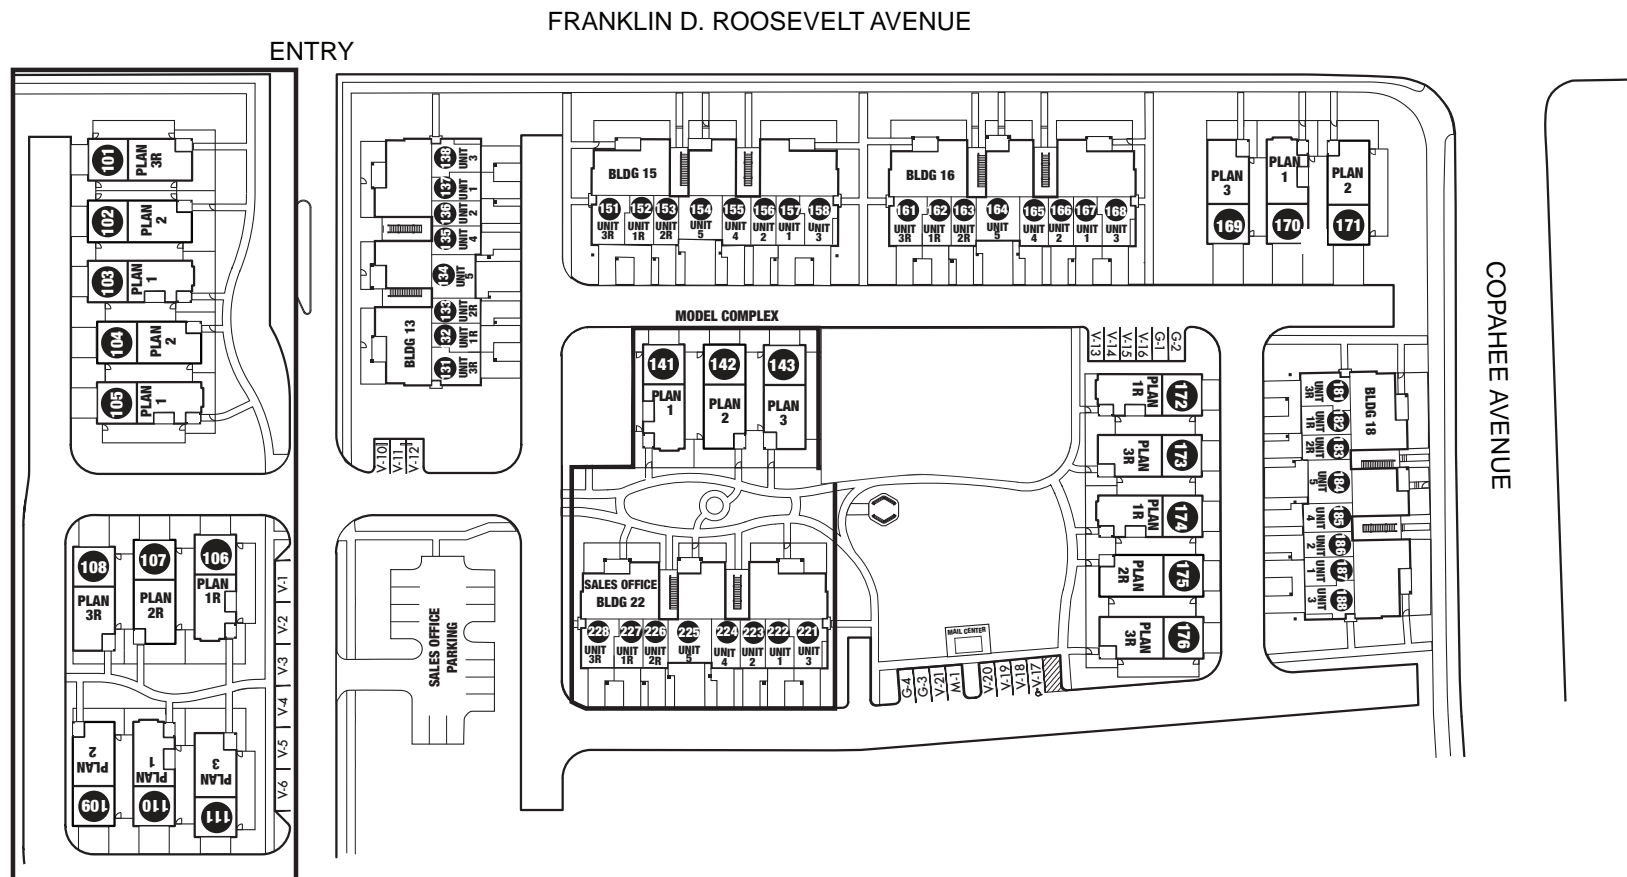 FRANKLIN D. ROOSEVELT AVENUE
ENTRY
COPAHEE AVENUE
101
PLAN
3R
102
PLAN
2
103
PLAN
1
104
PLAN
2
105
PLAN
1
108
PLAN
3R
107
PLAN
2R
106
PLAN
1R
109
PLAN
2
110
PLAN
1
111
PLAN
3
V-1
V-2
V-3
V-4
V-5
V-6
BLDG 13
138
UNIT
3
137
UNIT
1
136
UNIT
2
135
UNIT
4
134
UNIT
5
133
UNIT
2R
132
UNIT
1R
131
UNIT
3R
V-10
V-11
V-12
SALES OFFICE
PARKING
BLDG 15
151
UNIT
3R
152
UNIT
1R
153
UNIT
2R
154
UNIT
5
155
UNIT
4
156
UNIT
2
157
UNIT
1
158
UNIT
3
BLDG 16
161
UNIT
3R
162
UNIT
1R
163
UNIT
2R
164
UNIT
5
165
UNIT
4
166
UNIT
2
167
UNIT
1
168
UNIT
3
PLAN
3
169
PLAN
1
170
PLAN
2
171
MODEL COMPLEX
141
PLAN
1
142
PLAN
2
143
PLAN
3
SALES OFFICE
BLDG 22
228
UNIT
3R
227
UNIT
1R
226
UNIT
2R
225
UNIT
5
224
UNIT
4
223
UNIT
2
222
UNIT
1
221
UNIT
3
V-13
V-14
V-15
V-16
G-1
G-2
PLAN
1R
172
PLAN
3R
173
PLAN
1R
174
PLAN
2R
175
PLAN
3R
176
MAIL CENTER
G-4
G-3
V-21
M-1
V-20
V-19
V-18
V-17
BLDG 18
181
UNIT
3R
182
UNIT
1R
183
UNIT
2R
184
UNIT
5
185
UNIT
4
186
UNIT
2
187
UNIT
1
188
UNIT
3